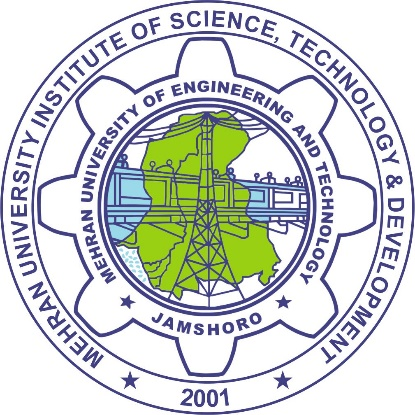 MEHRAN UNIVERSITY INSTITUTE OF SCIENCE, TECHNOLOGY & DEVELOPMENT
MEHRAN UNIVERSITY OF ENGINEERING AND TECHNOLOGY
JAMSHORO
2001